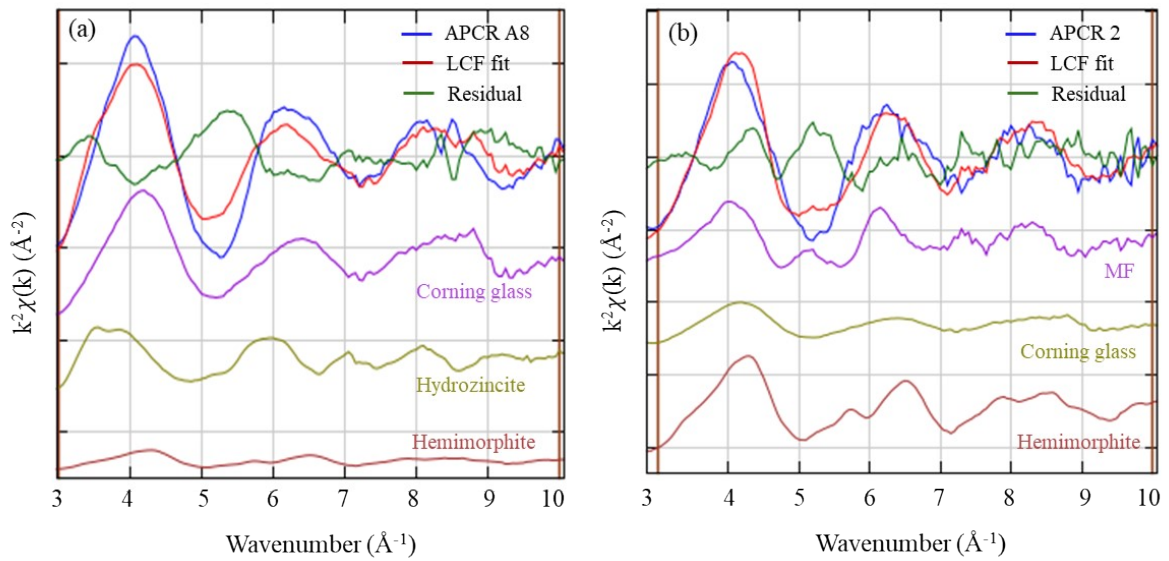 (a)
APCR A8
LCF fit
Residual
k²χ(k) (Å⁻²)
Corning glass
Hydrozincite
Hemimorphite
3 4 5 6 7 8 9 10
Wavenumber (Å⁻¹)
(b)
APCR 2
LCF fit
Residual
k²χ(k) (Å⁻²)
MF
Corning glass
Hemimorphite
3 4 5 6 7 8 9 10
Wavenumber (Å⁻¹)